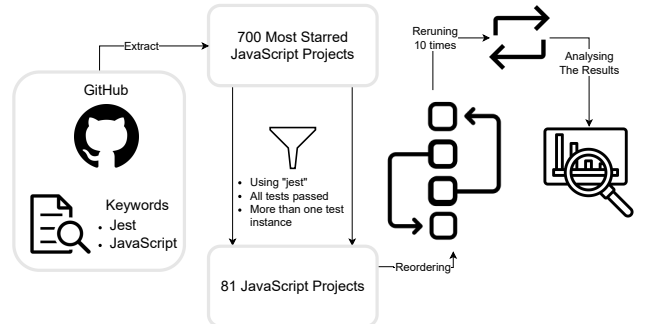 GitHub
Keywords
• Jest
• JavaScript
Extract
700 Most Starred
JavaScript Projects
• Using "jest"
• All tests passed
• More than one test
instance
81 JavaScript Projects
Reordering
Reruning
10 times
Analysing
The Results